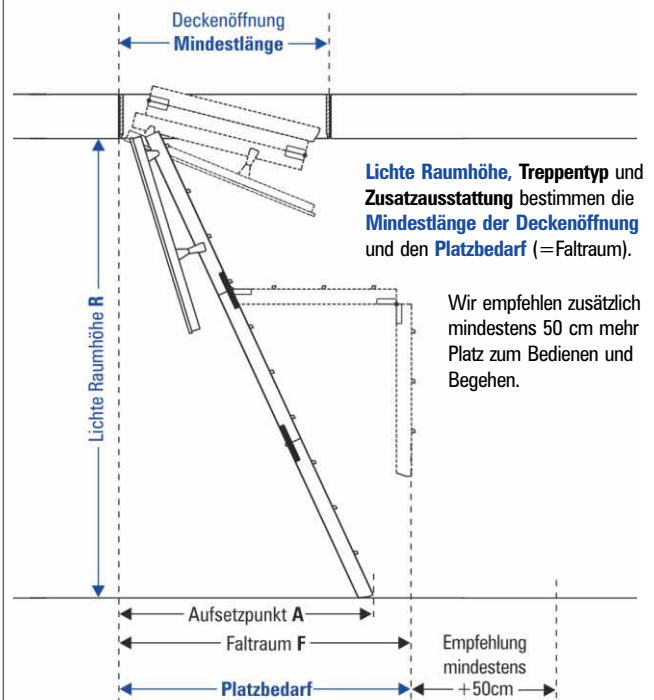 Deckenöffnung
Mindestlänge
Lichte Raumhöhe, Treppentyp und
Zusatzausstattung bestimmen die
Mindestlänge der Deckenöffnung
und den Platzbedarf (=Faltraum).
Wir empfehlen zusätzlich
mindestens 50 cm mehr
Platz zum Bedienen und
Begehen.
Lichte Raumhöhe R
Aufsetzpunkt A
Faltraum F
Platzbedarf
Empfehlung
mindestens
+50cm